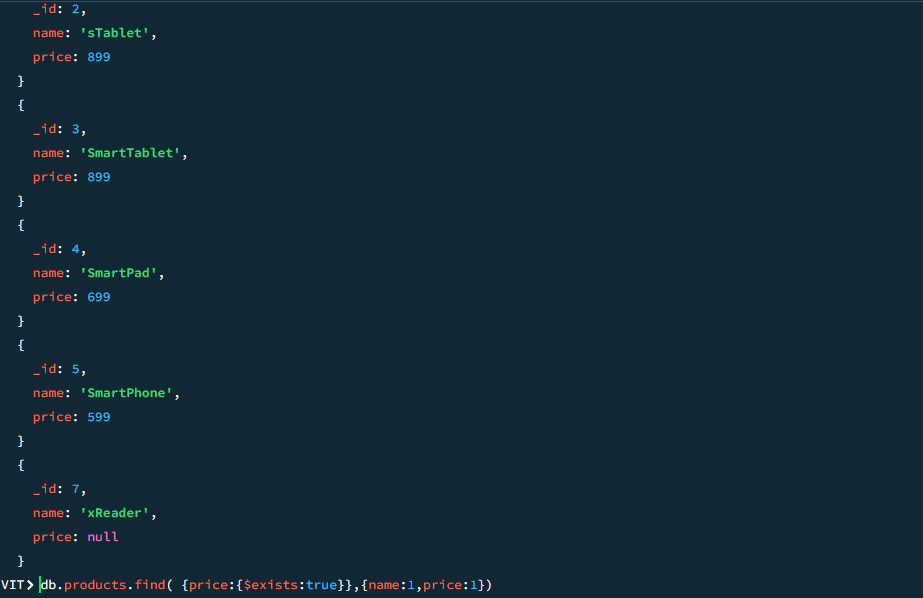 _id: 2,
name: 'sTablet',
price: 899
}
{
_id: 3,
name: 'SmartTablet',
price: 899
}
{
_id: 4,
name: 'SmartPad',
price: 699
}
{
_id: 5,
name: 'SmartPhone',
price: 599
}
{
_id: 7,
name: 'xReader',
price: null
}
VIT> db.products.find( {price:{$exists:true}},{name:1,price:1})